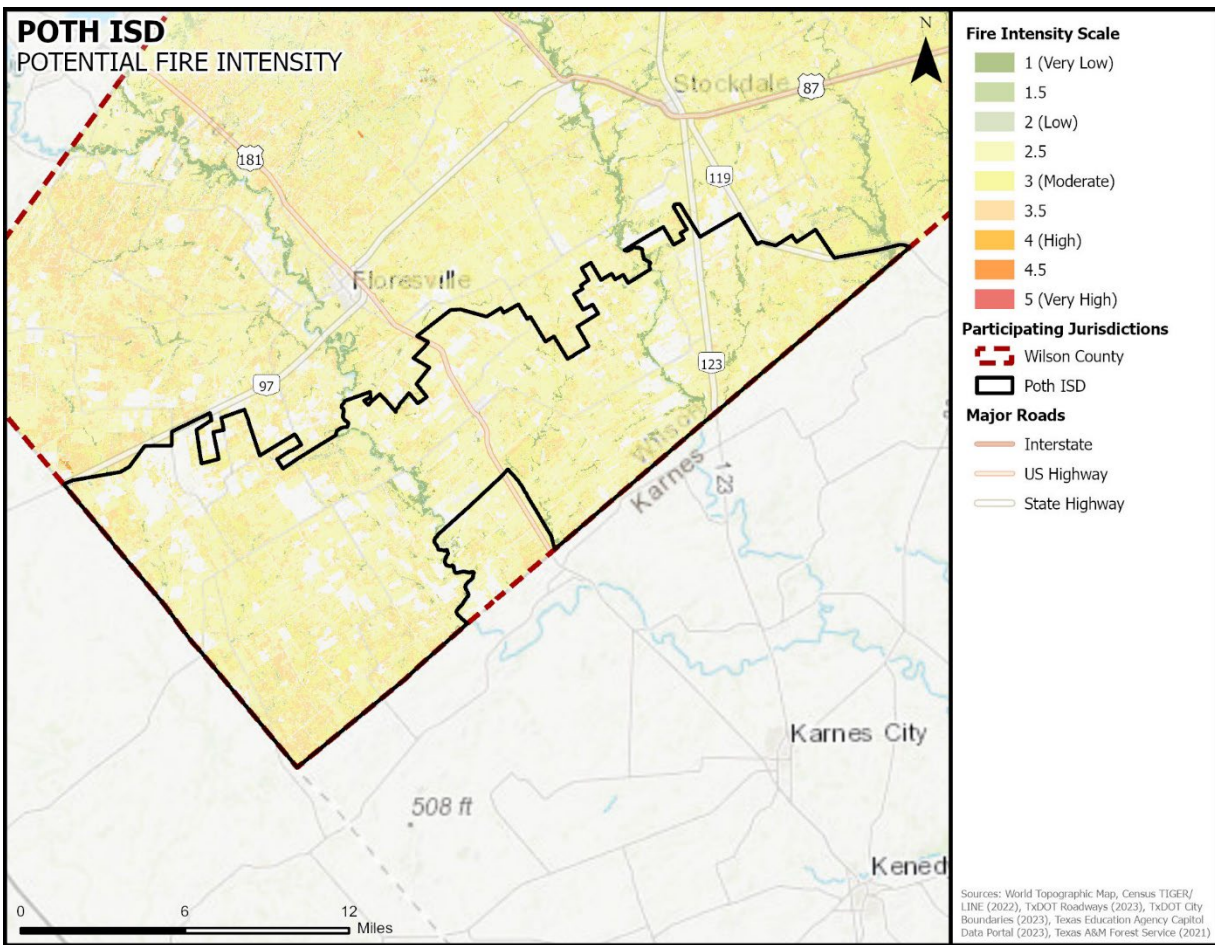 POTH ISD
POTENTIAL FIRE INTENSITY
N
Stockdale
87
181
119
Floresville
97
123
Wilson
Karnes
123
Karnes City
508 ft
Kenedy
0 6 12
Miles
Fire Intensity Scale
1 (Very Low)
1.5
2 (Low)
2.5
3 (Moderate)
3.5
4 (High)
4.5
5 (Very High)
Participating Jurisdictions
Wilson County
Poth ISD
Major Roads
Interstate
US Highway
State Highway
Sources: World Topographic Map, Census TIGER/
LINE (2022), TxDOT Roadways (2023), TxDOT City
Boundaries (2023), Texas Education Agency Capitol
Data Portal (2023), Texas A&M Forest Service (2021)